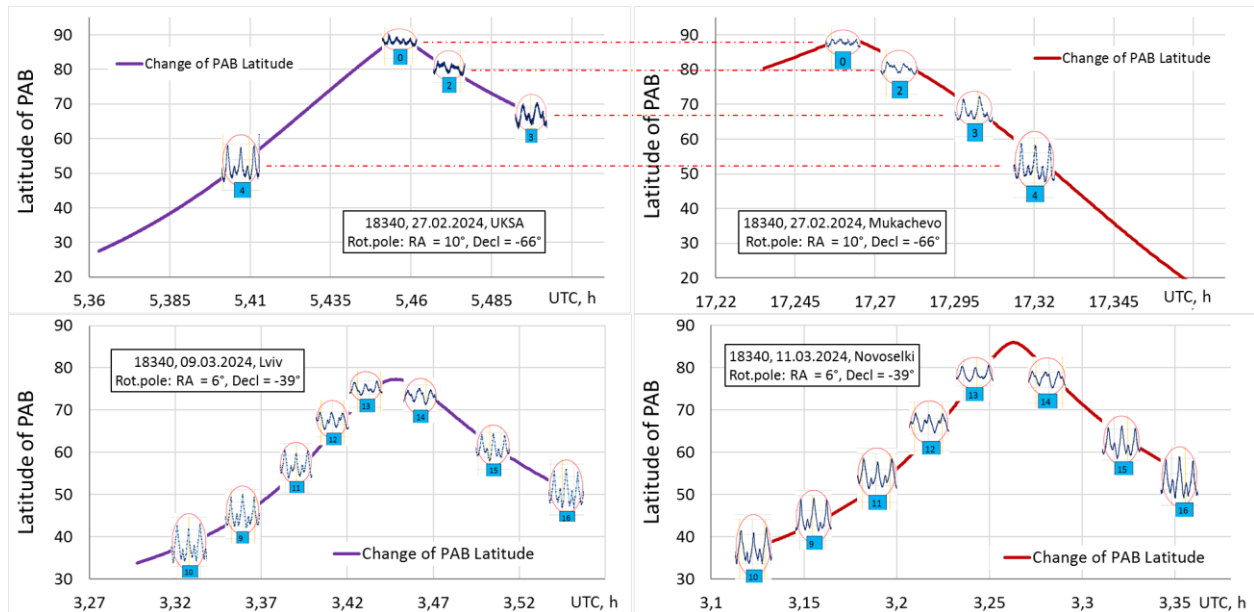 90
80
70
60
50
40
30
20
Latitude of PAB
Change of PAB Latitude
0
2
3
4
18340, 27.02.2024, UKSA
Rot.pole: RA = 10°, Decl = -66°
5,36 5,385 5,41 5,435 5,46 5,485 UTC, h
90
80
70
60
50
40
30
20
Latitude of PAB
Change of PAB Latitude
0
2
3
4
18340, 27.02.2024, Mukachevo
Rot.pole: RA = 10°, Decl = -66°
17,22 17,245 17,27 17,295 17,32 17,345 UTC, h
90
80
70
60
50
40
30
Latitude of PAB
18340, 09.03.2024, Lviv
Rot.pole: RA = 6°, Decl = -39°
10
9
11
12
13
14
15
16
Change of PAB Latitude
3,27 3,32 3,37 3,42 3,47 3,52 UTC, h
90
80
70
60
50
40
30
Latitude of PAB
18340, 11.03.2024, Novoselki
Rot.pole: RA = 6°, Decl = -39°
10
9
11
12
13
14
15
16
Change of PAB Latitude
3,1 3,15 3,2 3,25 3,3 3,35 UTC, h